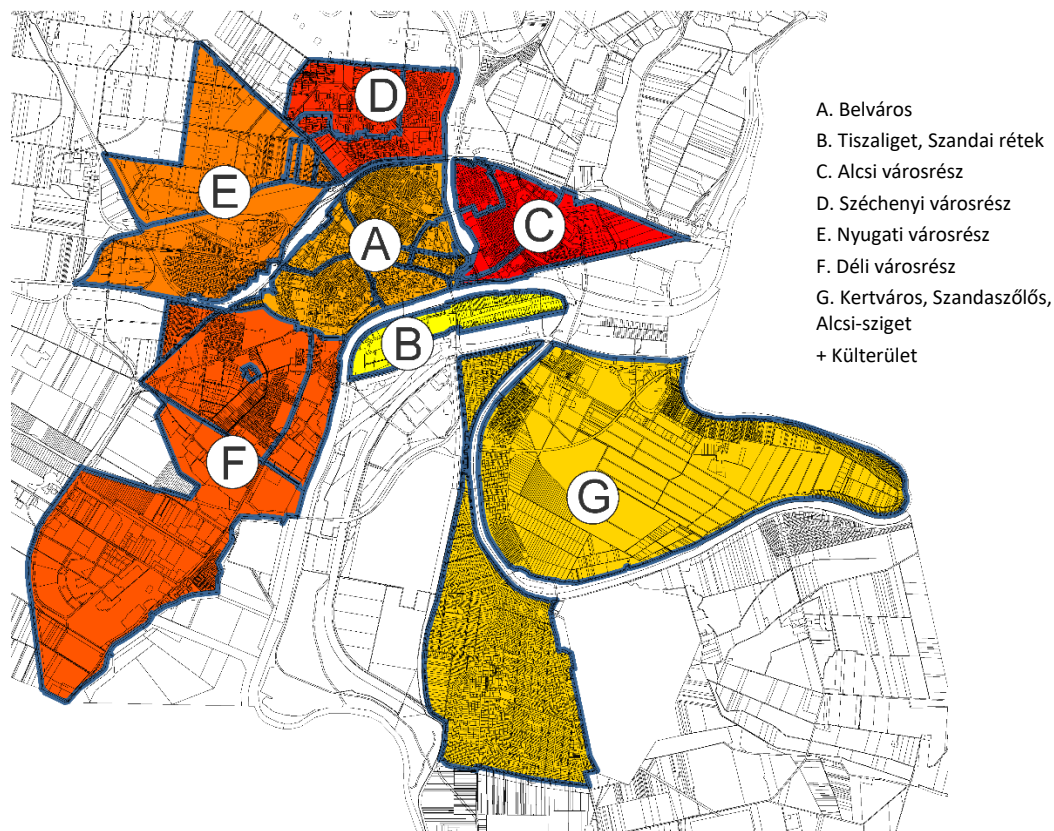 D
E
C
A
B
F
G
A. Belváros
B. Tiszaliget, Szandai rétek
C. Alcsi városrész
D. Széchenyi városrész
E. Nyugati városrész
F. Déli városrész
G. Kertváros, Szandaszőlős,
Alcsi-sziget
+ Külterület